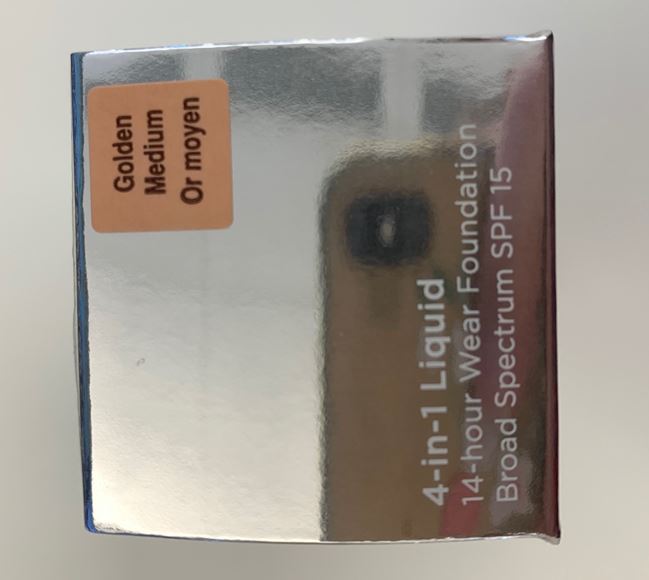 Golden
Medium
Or moyen
4-in-1 Liquid
14-hour Wear Foundation
Broad Spectrum SPF 15